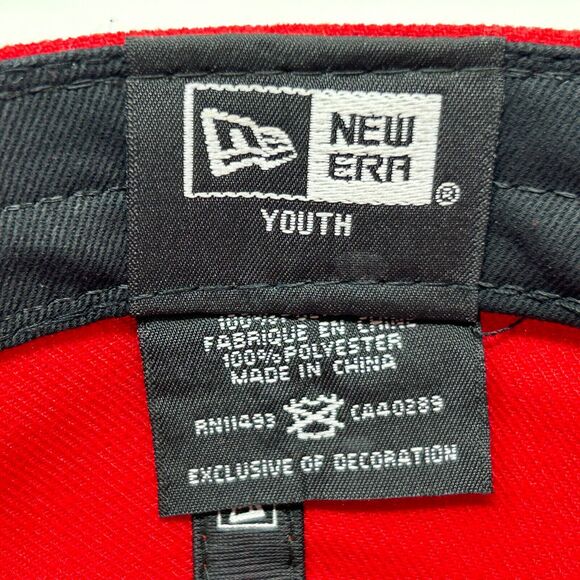 NEW
ERA
®
YOUTH
FABRIQUE EN CHINE
100% POLYESTER
MADE IN CHINA
RN11493 CA40289
EXCLUSIVE OF DECORATION